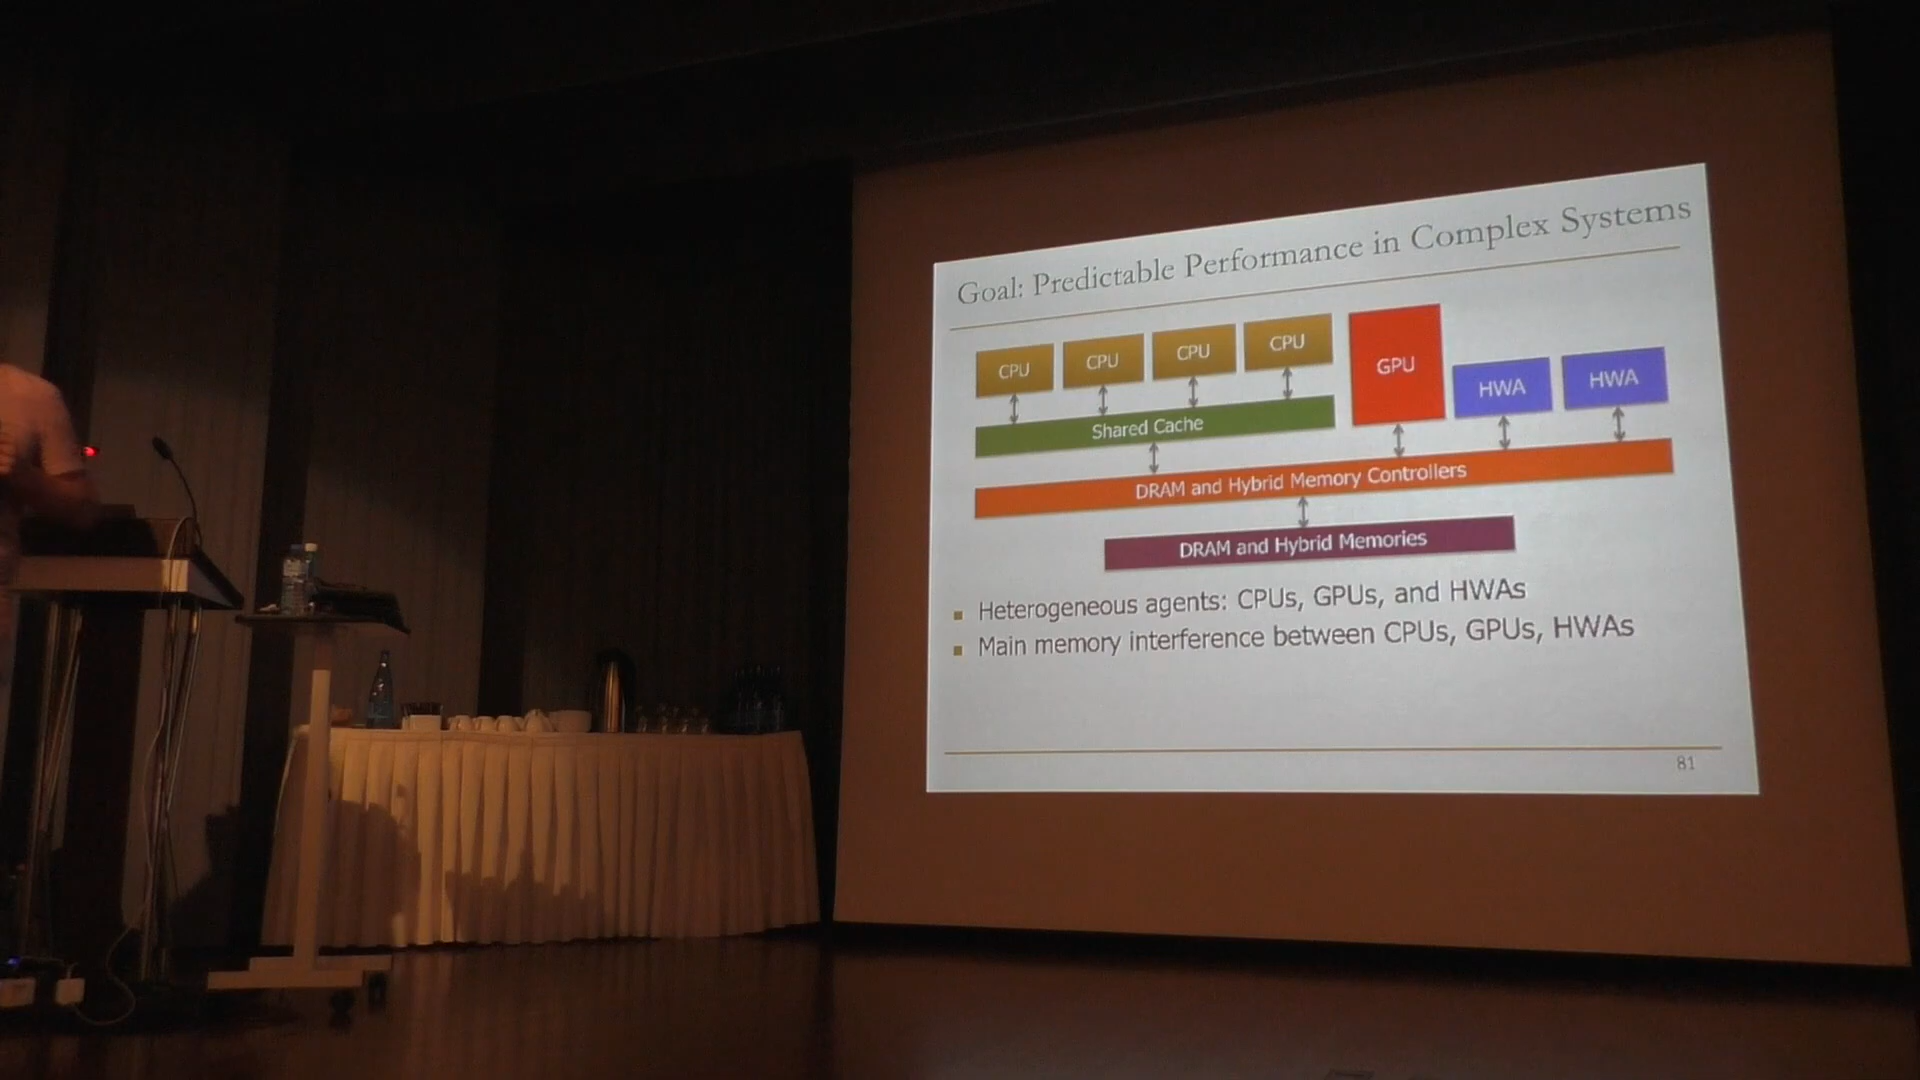 Goal: Predictable Performance in Complex Systems
CPU CPU CPU CPU GPU HWA HWA
Shared Cache
DRAM and Hybrid Memory Controllers
DRAM and Hybrid Memories
Heterogeneous agents: CPUs, GPUs, and HWAs
Main memory interference between CPUs, GPUs, HWAs
81